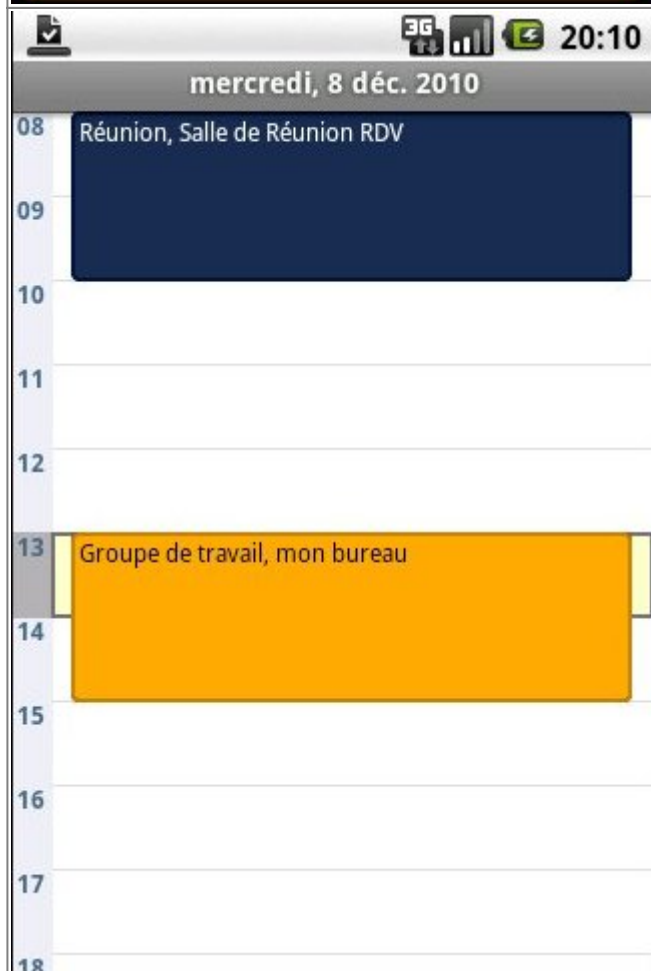 3G 20:10
mercredi, 8 déc. 2010
08
Réunion, Salle de Réunion RDV
09
10
11
12
13
Groupe de travail, mon bureau
14
15
16
17
18